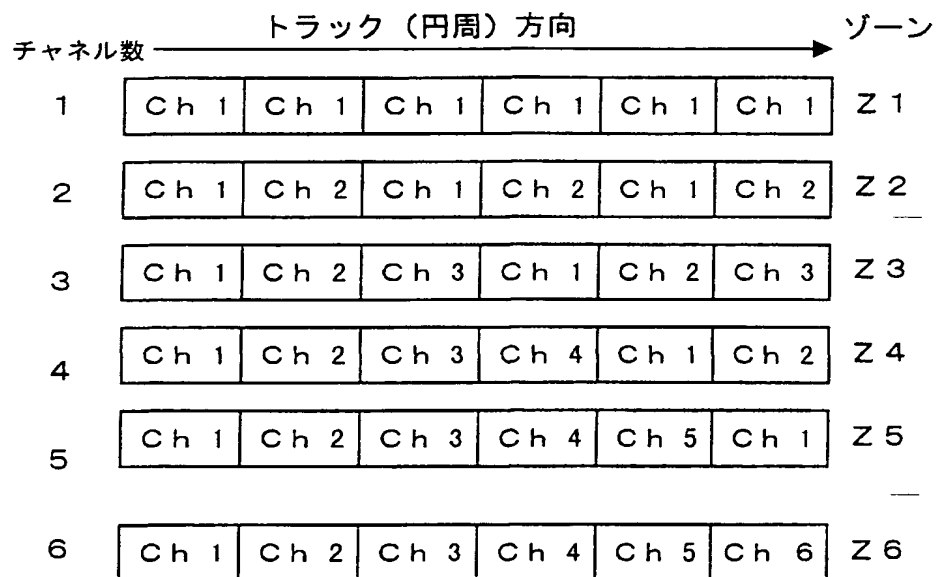 トラック（円周）方向 ゾーン
チャネル数
1 Ch 1 Ch 1 Ch 1 Ch 1 Ch 1 Ch 1 Z 1
2 Ch 1 Ch 2 Ch 1 Ch 2 Ch 1 Ch 2 Z 2
3 Ch 1 Ch 2 Ch 3 Ch 1 Ch 2 Ch 3 Z 3
4 Ch 1 Ch 2 Ch 3 Ch 4 Ch 1 Ch 2 Z 4
5 Ch 1 Ch 2 Ch 3 Ch 4 Ch 5 Ch 1 Z 5
6 Ch 1 Ch 2 Ch 3 Ch 4 Ch 5 Ch 6 Z 6